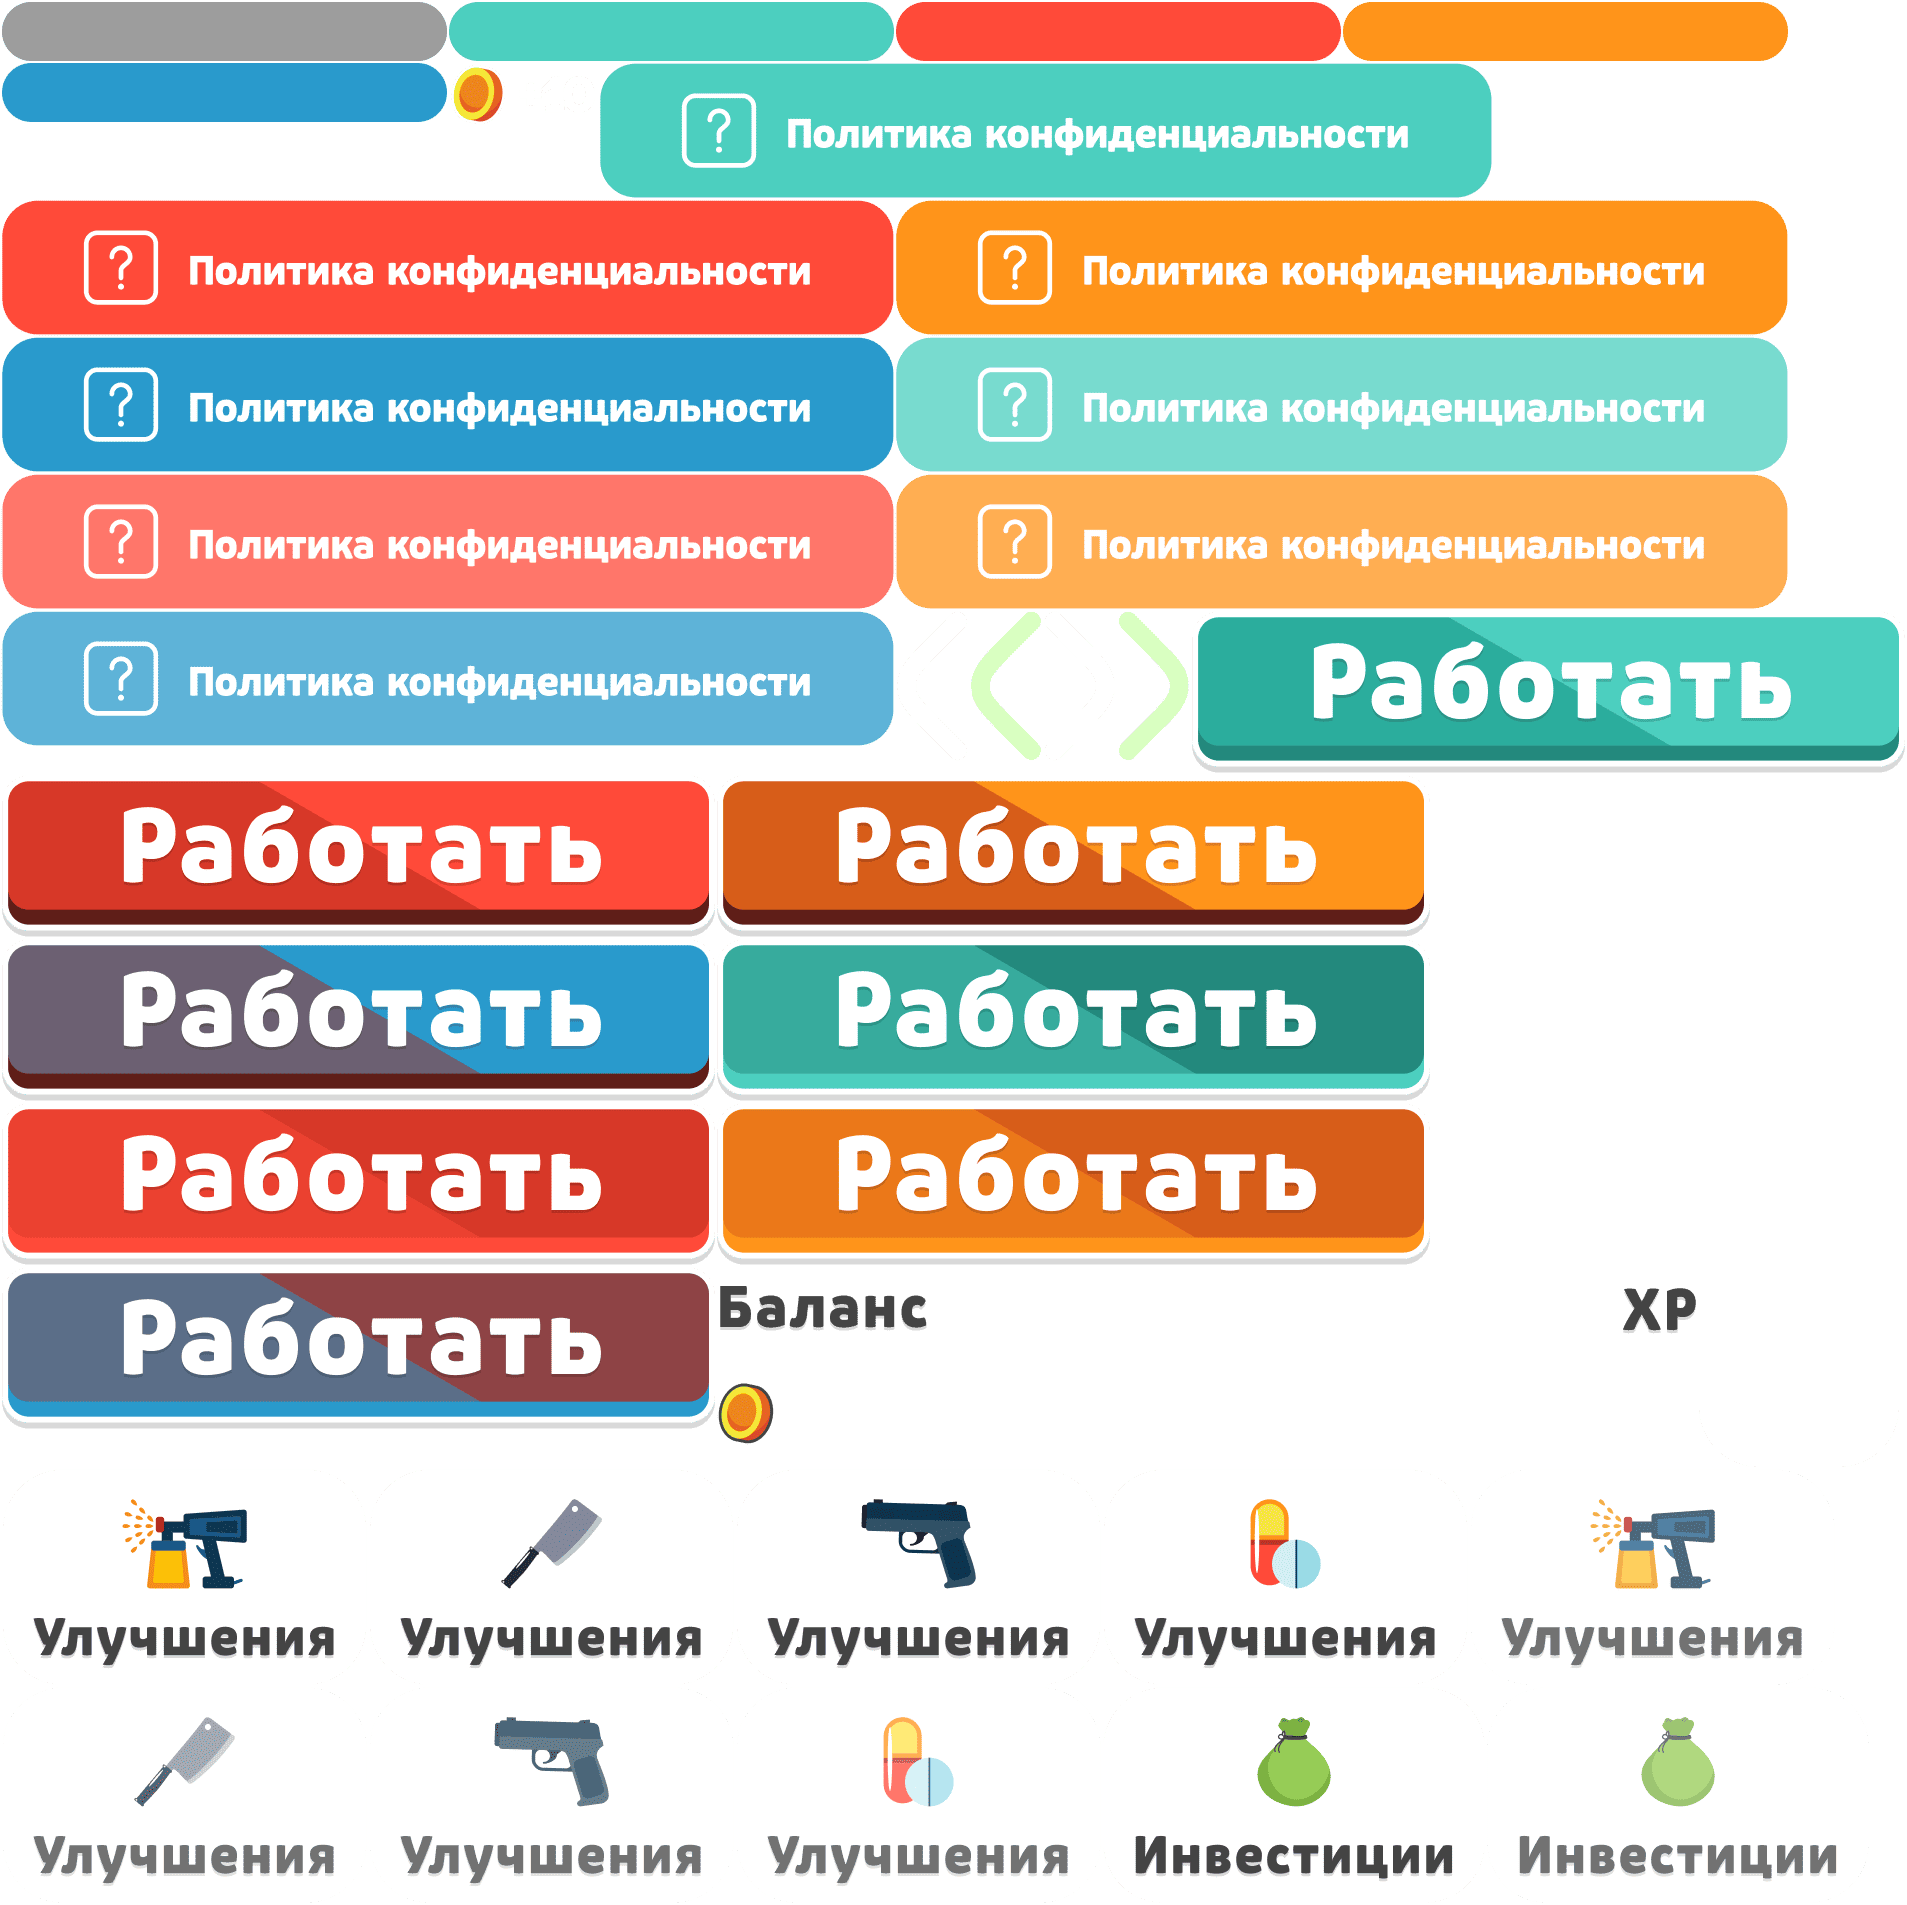 ? Политика конфиденциальности
? Политика конфиденциальности ? Политика конфиденциальности
? Политика конфиденциальности ? Политика конфиденциальности
? Политика конфиденциальности ? Политика конфиденциальности
? Политика конфиденциальности
Работать
Работать Работать
Работать Работать
Работать Работать
Работать
Баланс ХР
Улучшения Улучшения Улучшения Улучшения Улучшения
Улучшения Улучшения Улучшения Инвестиции Инвестиции